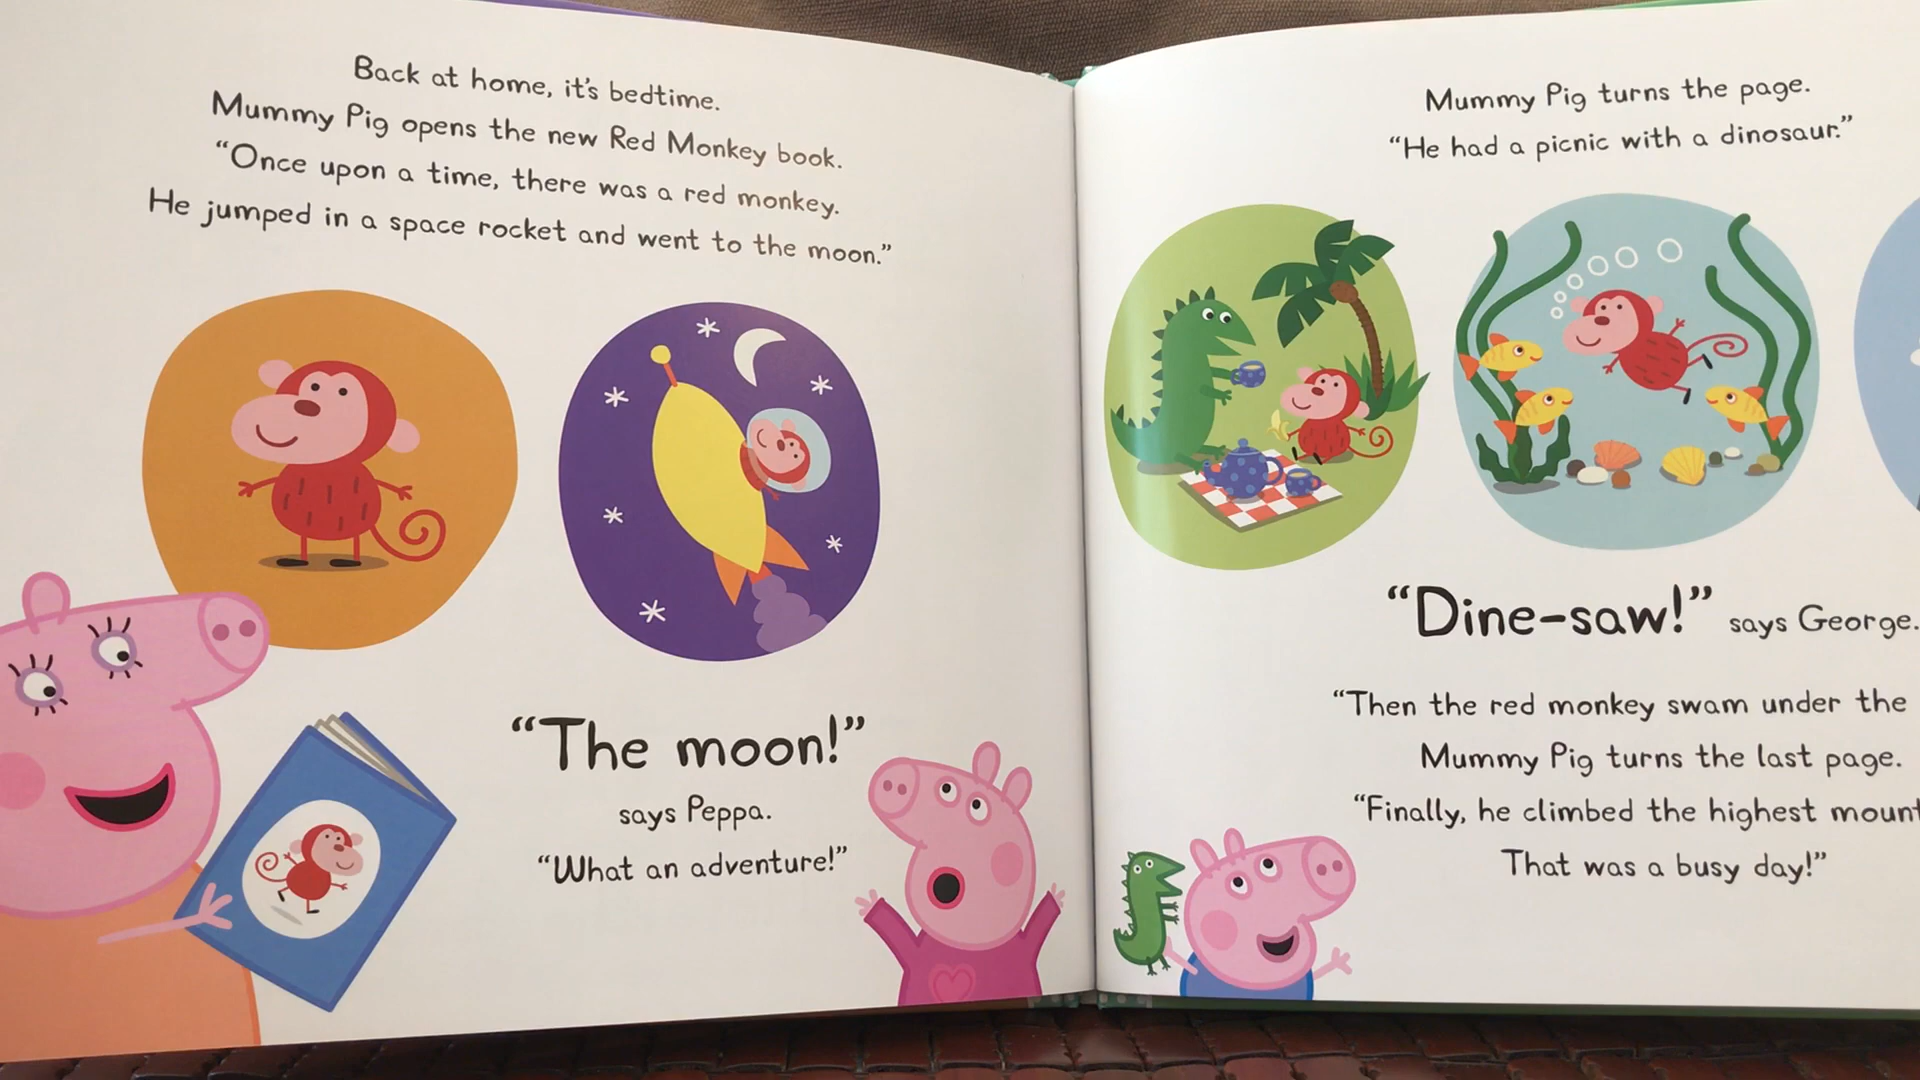 Back at home, it's bedtime.
Mummy Pig opens the new Red Monkey book.
“Once upon a time, there was a red monkey.
He jumped in a space rocket and went to the moon.”
“The moon!”
says Peppa.
“What an adventure!”
Mummy Pig turns the page.
“He had a picnic with a dinosaur.”
“Dine-saw!” says George.
“Then the red monkey swam under the
Mummy Pig turns the last page.
“Finally, he climbed the highest
That was a busy day!”